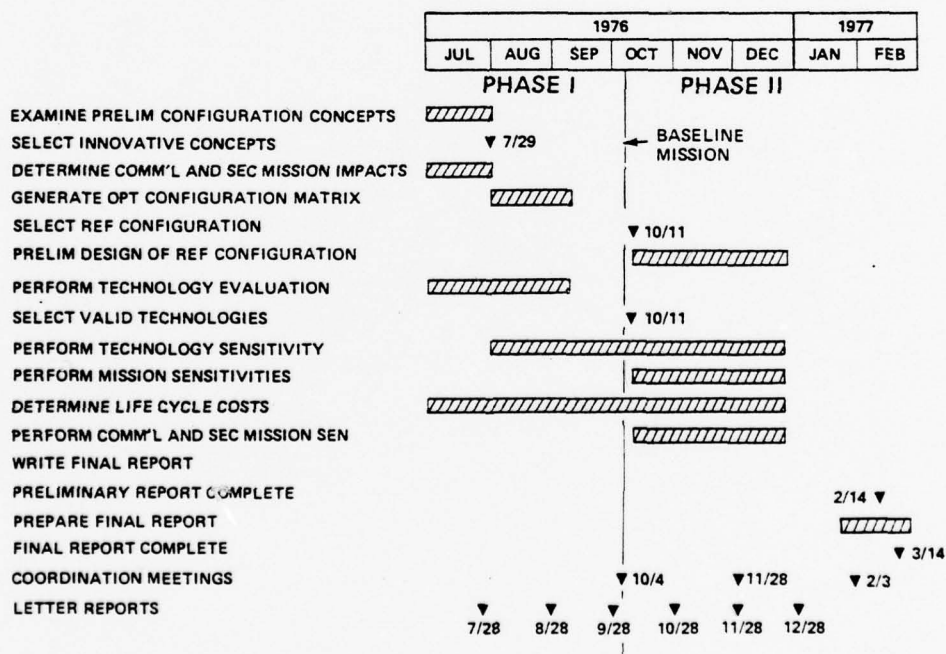 1976 1977
JUL AUG SEP OCT NOV DEC JAN FEB
PHASE I PHASE II
EXAMINE PRELIM CONFIGURATION CONCEPTS
SELECT INNOVATIVE CONCEPTS 7/29 BASELINE
MISSION
DETERMINE COMM'L AND SEC MISSION IMPACTS
GENERATE OPT CONFIGURATION MATRIX
SELECT REF CONFIGURATION 10/11
PRELIM DESIGN OF REF CONFIGURATION
PERFORM TECHNOLOGY EVALUATION
SELECT VALID TECHNOLOGIES 10/11
PERFORM TECHNOLOGY SENSITIVITY
PERFORM MISSION SENSITIVITIES
DETERMINE LIFE CYCLE COSTS
PERFORM COMM'L AND SEC MISSION SEN
WRITE FINAL REPORT
PRELIMINARY REPORT COMPLETE 2/14
PREPARE FINAL REPORT
FINAL REPORT COMPLETE 3/14
COORDINATION MEETINGS 10/4 11/28 2/3
LETTER REPORTS
7/28 8/28 9/28 10/28 11/28 12/28